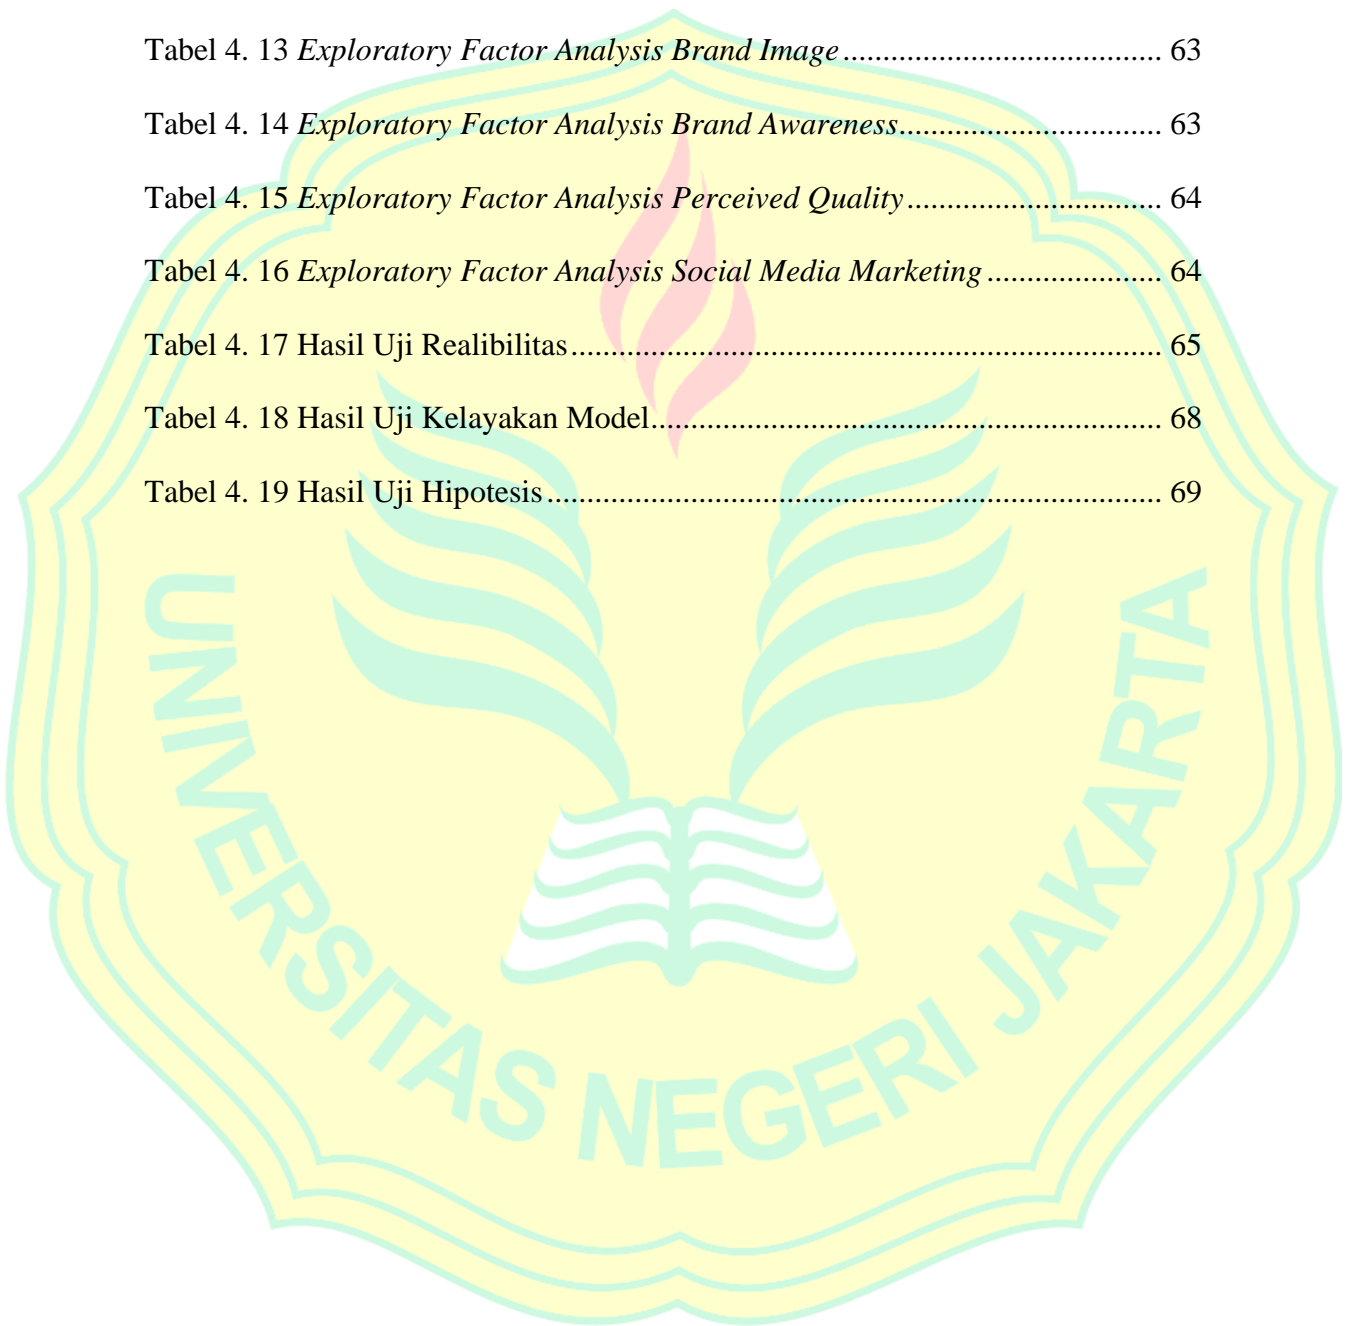 Tabel 4. 13 Exploratory Factor Analysis Brand Image........................................ 63
Tabel 4. 14 Exploratory Factor Analysis Brand Awareness................................. 63
Tabel 4. 15 Exploratory Factor Analysis Perceived Quality................................ 64
Tabel 4. 16 Exploratory Factor Analysis Social Media Marketing...................... 64
Tabel 4. 17 Hasil Uji Realibilitas.......................................................................... 65
Tabel 4. 18 Hasil Uji Kelayakan Model................................................................ 68
Tabel 4. 19 Hasil Uji Hipotesis............................................................................. 69
UNIVERSITAS NEGERI JAKARTA